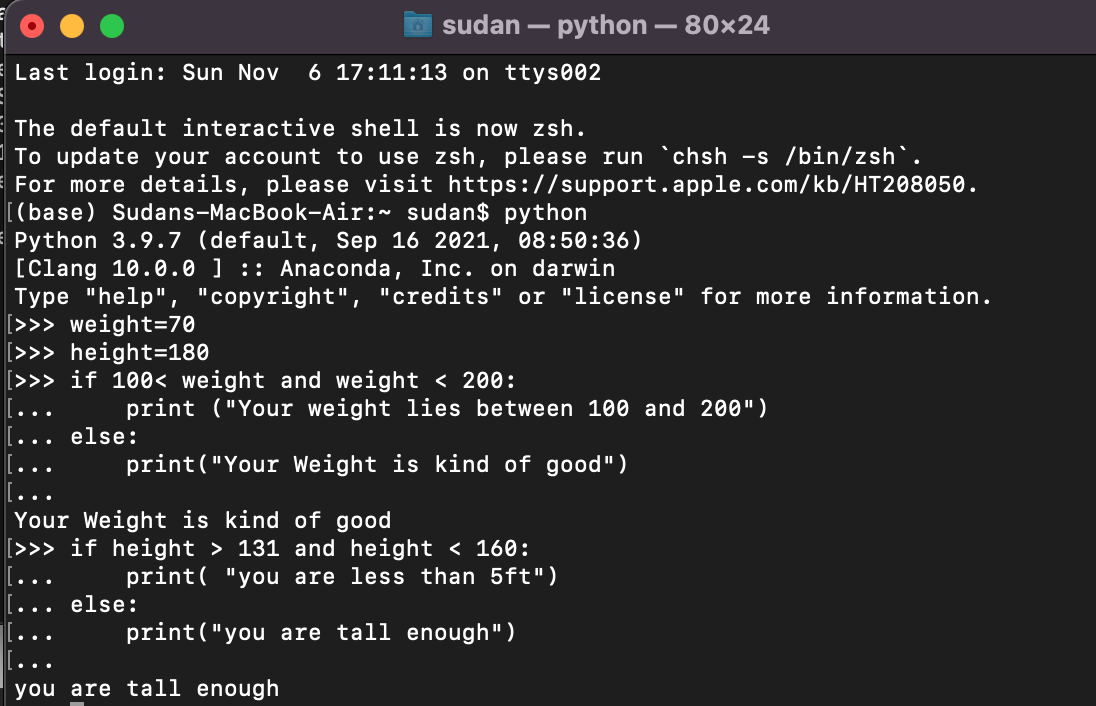 sudan — python — 80×24
Last login: Sun Nov  6 17:11:13 on ttys002
The default interactive shell is now zsh.
To update your account to use zsh, please run `chsh -s /bin/zsh`.
For more details, please visit https://support.apple.com/kb/HT208050.
[(base) Sudans-MacBook-Air:~ sudan$ python
Python 3.9.7 (default, Sep 16 2021, 08:50:36)
[Clang 10.0.0 ] :: Anaconda, Inc. on darwin
Type "help", "copyright", "credits" or "license" for more information.
[>>> weight=70
[>>> height=180
[>>> if 100< weight and weight < 200:
[...     print ("Your weight lies between 100 and 200")
[... else:
[...     print("Your Weight is kind of good")
[...
Your Weight is kind of good
[>>> if height > 131 and height < 160:
[...     print( "you are less than 5ft")
[... else:
[...     print("you are tall enough")
[...
you are tall enough